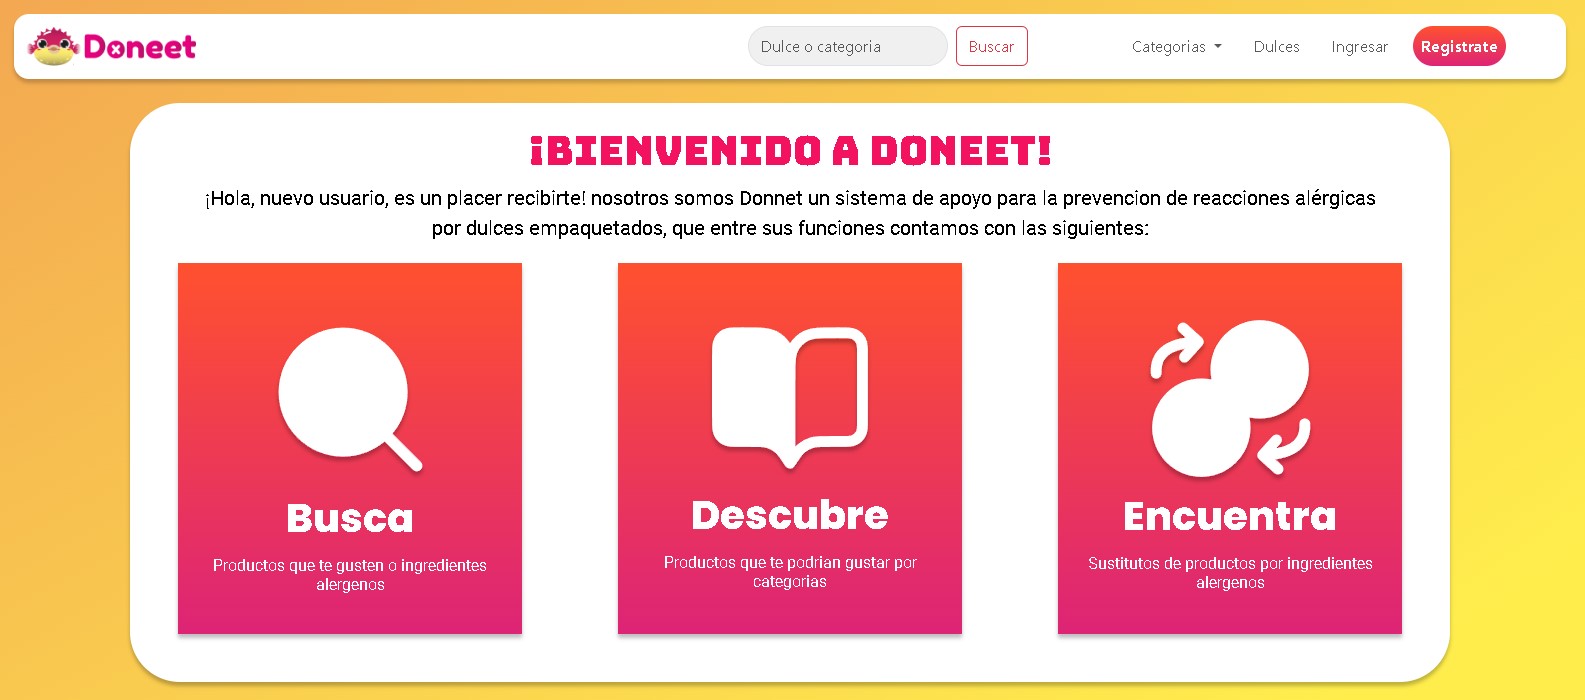 Doneet
Dulce o categoria
Buscar
Categorias
Dulces
Ingresar
Registrate
¡BIENVENIDO A DONEET!
¡Hola, nuevo usuario, es un placer recibirte! nosotros somos Donnet un sistema de apoyo para la prevencion de reacciones alérgicas
por dulces empaquetados, que entre sus funciones contamos con las siguientes:
Busca
Productos que te gusten o ingredientes
alergenos
Descubre
Productos que te podrian gustar por
categorias
Encuentra
Sustitutos de productos por ingredientes
alergenos